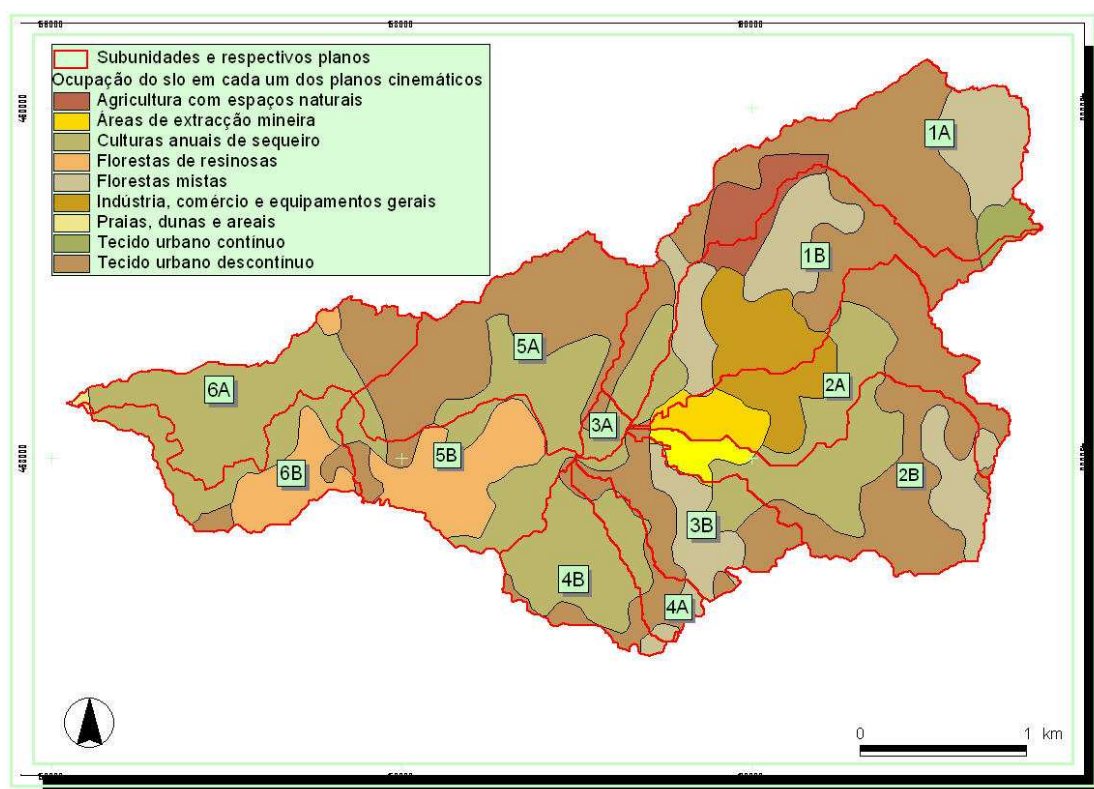 Subunidades e respectivos planos
Ocupação do slo em cada um dos planos cinemáticos
Agricultura com espaços naturais
Áreas de extracção mineira
Culturas anuais de sequeiro
Florestas de resinosas
Florestas mistas
Indústria, comércio e equipamentos gerais
Praias, dunas e areais
Tecido urbano contínuo
Tecido urbano descontínuo
1A
1B
5A
2A
6A
3A
5B
6B
2B
3B
4B
4A
0 1 km